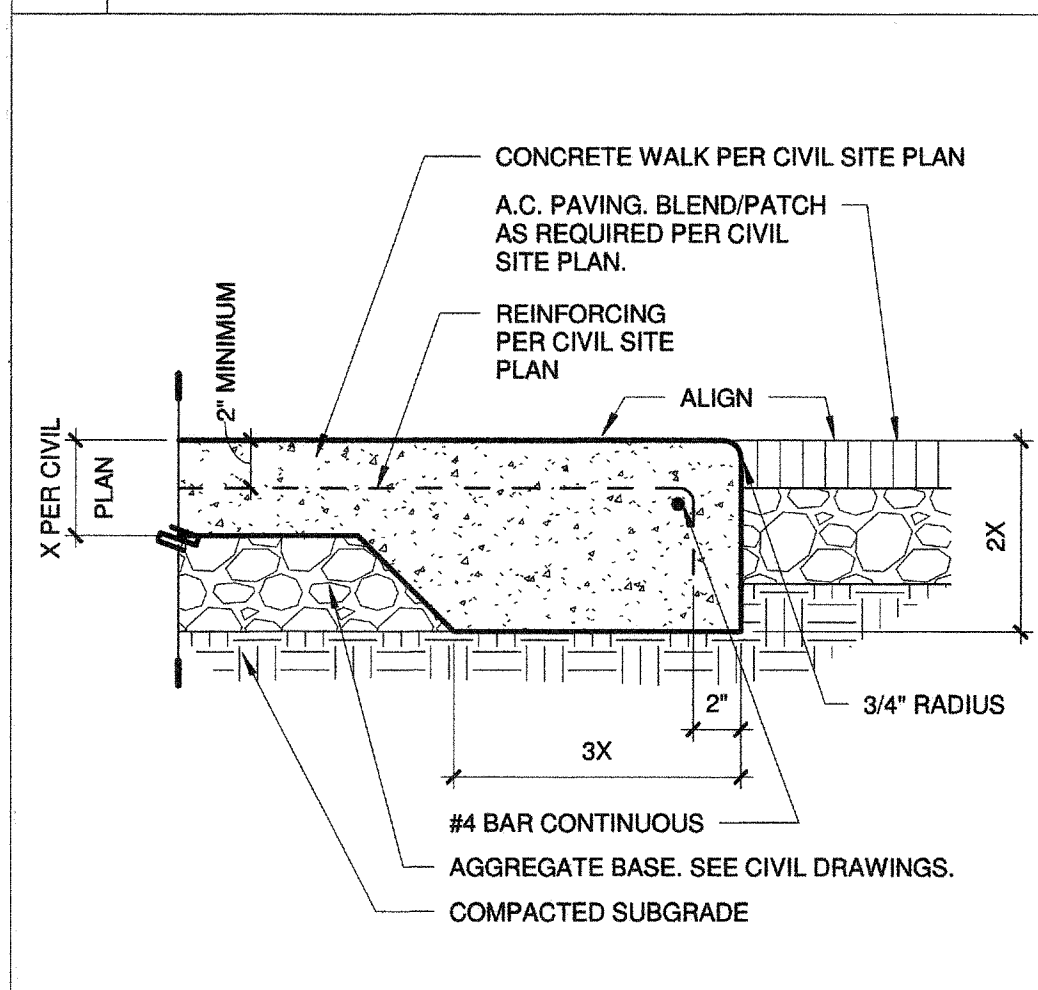 CONCRETE WALK PER CIVIL SITE PLAN
A.C. PAVING. BLEND/PATCH
AS REQUIRED PER CIVIL
SITE PLAN.
REINFORCING
PER CIVIL SITE
PLAN
2" MINIMUM
ALIGN
X PER CIVIL
PLAN
2X
2"
3/4" RADIUS
3X
#4 BAR CONTINUOUS
AGGREGATE BASE. SEE CIVIL DRAWINGS.
COMPACTED SUBGRADE